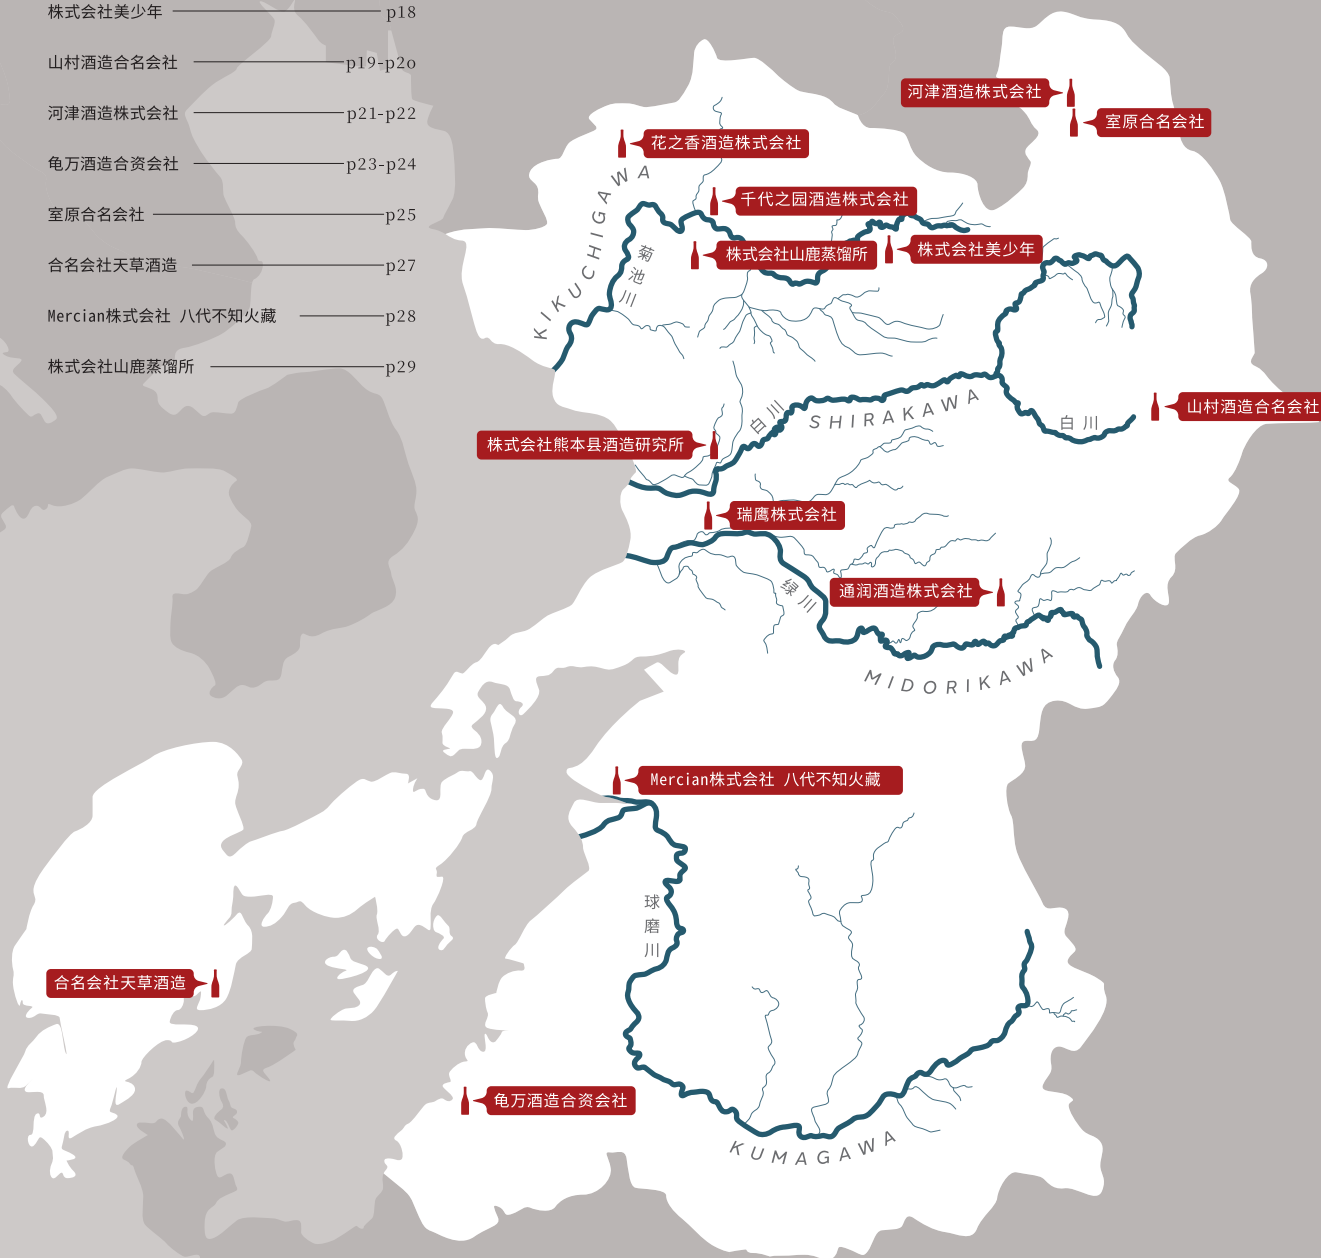 株式会社美少年 p18
山村酒造合名会社 p19-p20
河津酒造株式会社 p21-p22
亀万酒造合资会社 p23-p24
室原合名会社 p25
合名会社天草酒造 p27
Mercian株式会社 八代不知火藏 p28
株式会社山鹿蒸馏所 p29
河津酒造株式会社
室原合名会社
花之香酒造株式会社
千代之园酒造株式会社
株式会社山鹿蒸馏所
株式会社美少年
KIKUCHIGAWA
菊池川
山村酒造合名会社
白川
SHIRAKAWA
白川
株式会社熊本县酒造研究所
瑞鹰株式会社
绿川
通润酒造株式会社
MIDORIKAWA
Mercian株式会社 八代不知火藏
球磨川
合名会社天草酒造
亀万酒造合资会社
KUMAGAWA